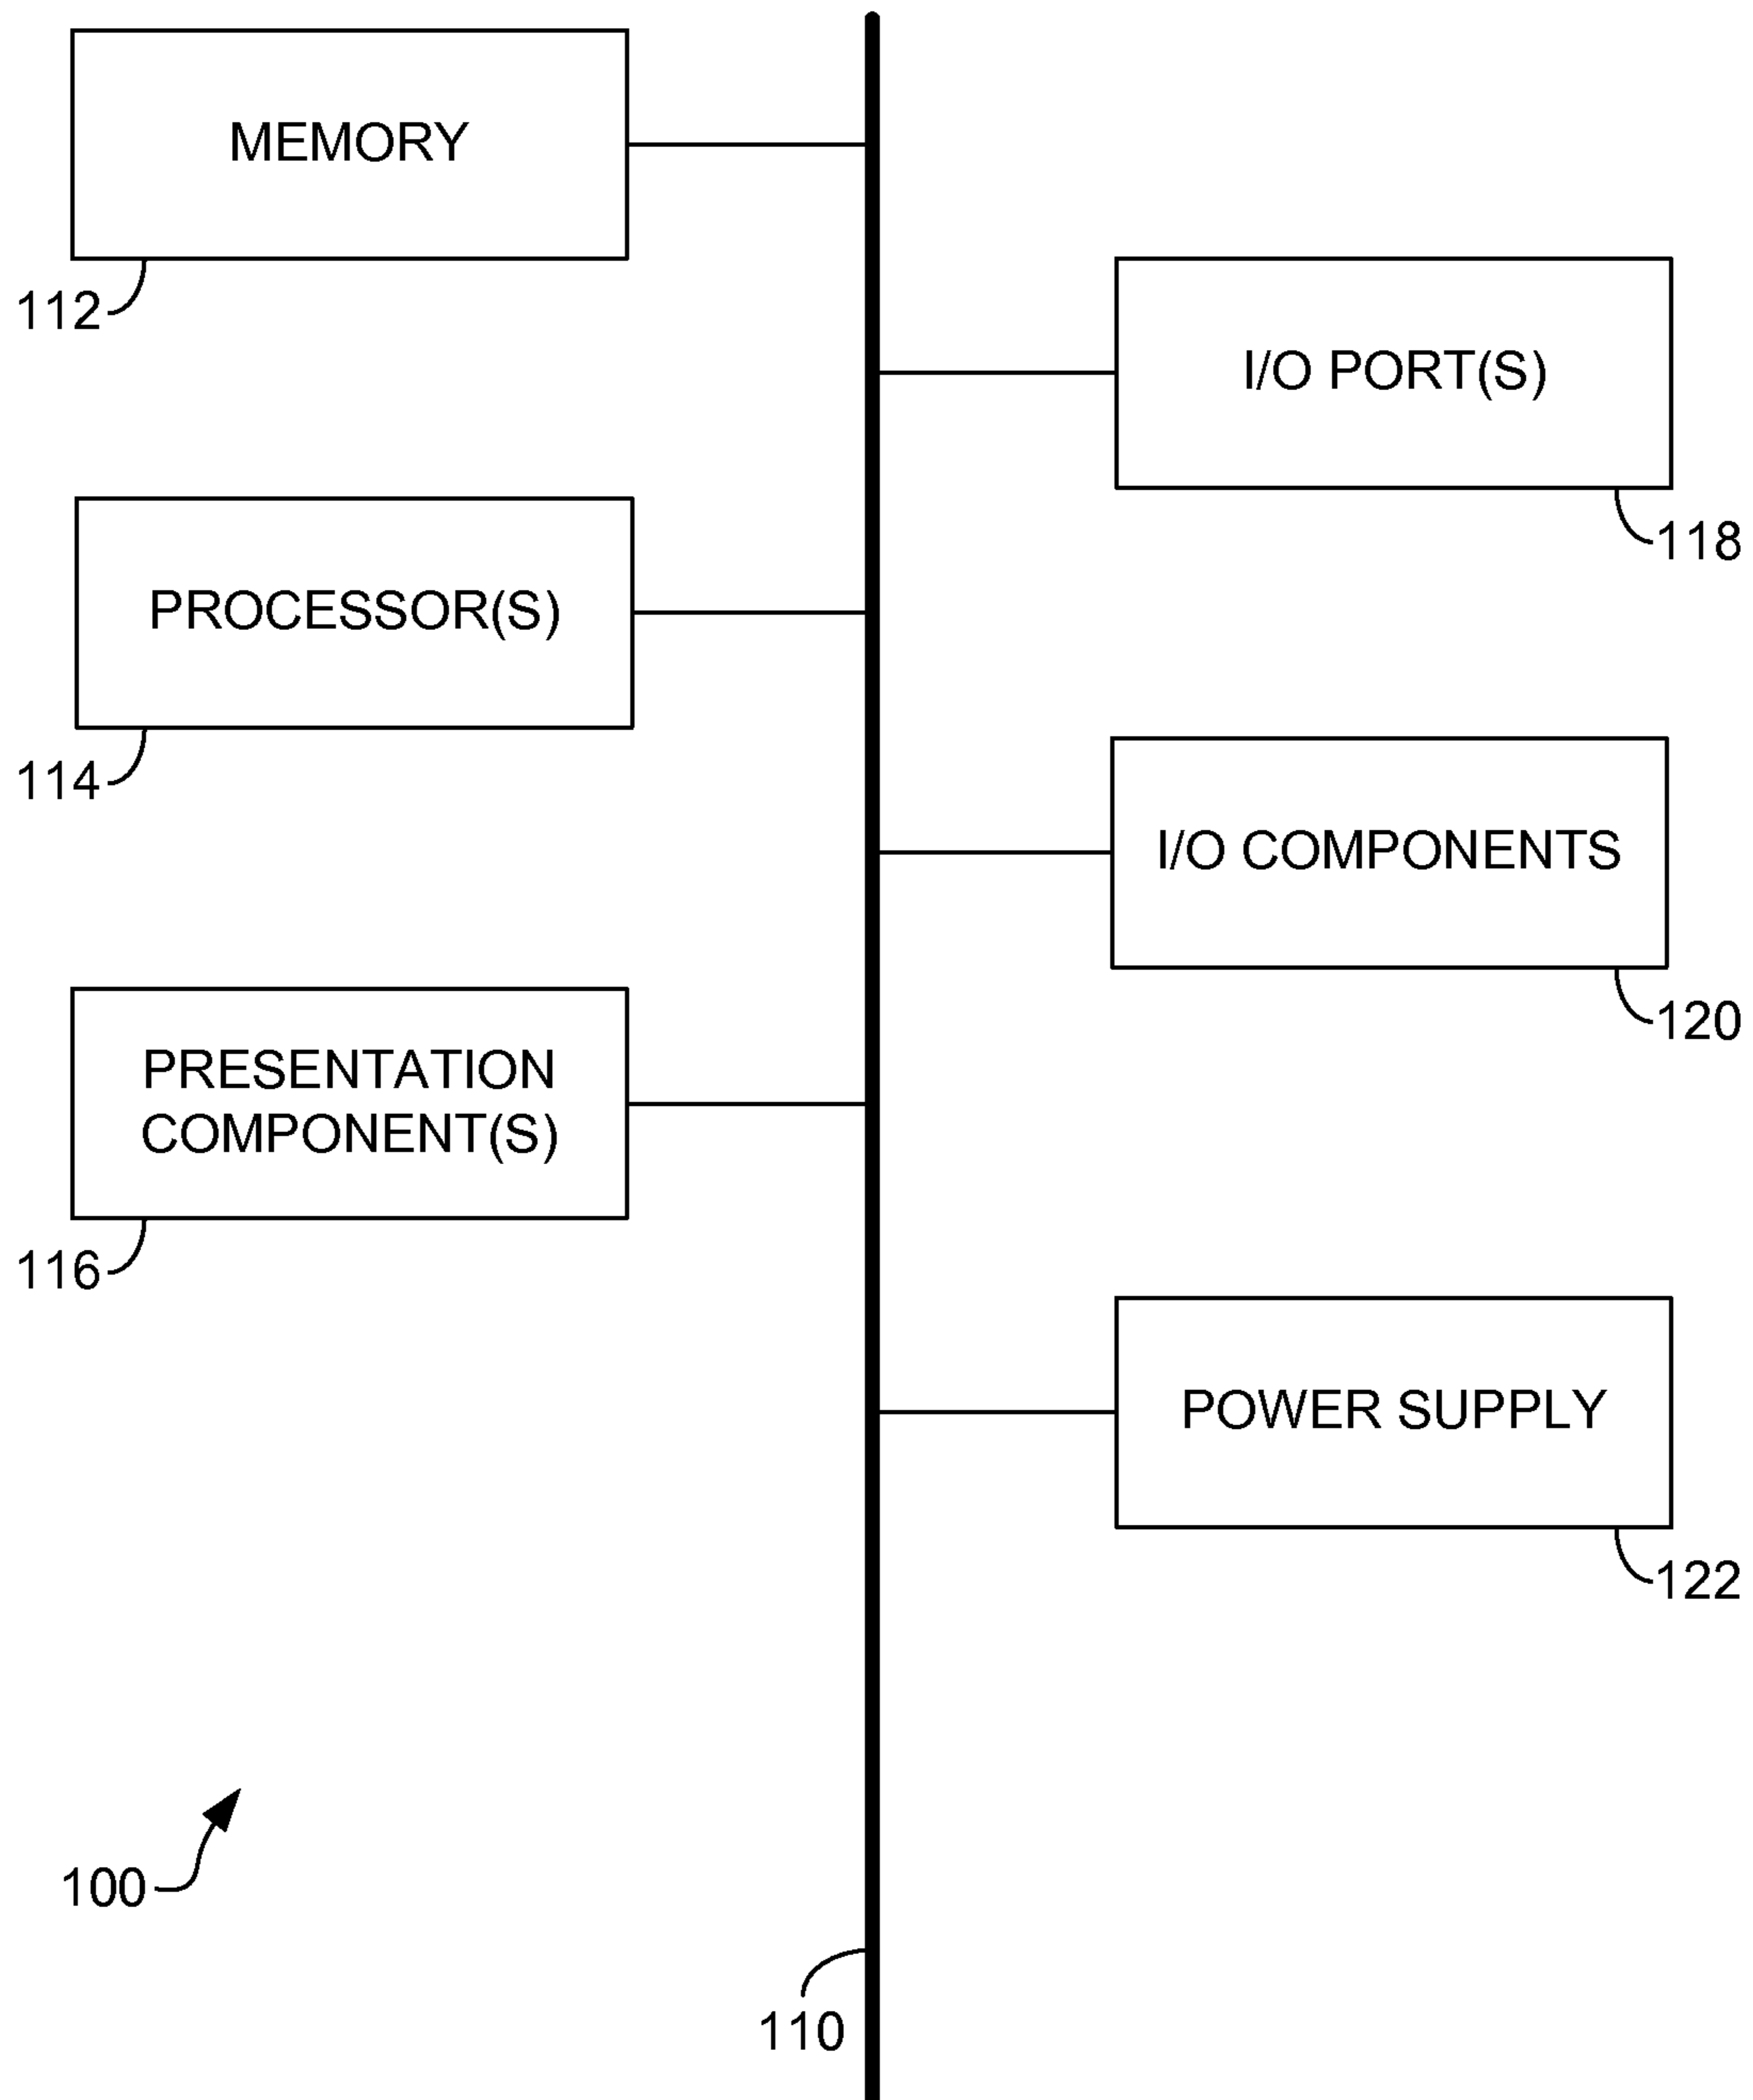 MEMORY
112
I/O PORT(S)
118
PROCESSOR(S)
114
I/O COMPONENTS
120
PRESENTATION
COMPONENT(S)
116
POWER SUPPLY
122
100
110